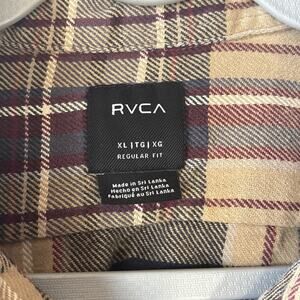 RVCA
XL|TG|XG
REGULAR FIT
Made in Sri Lanka
Hecho en Sri Lanka
Fabriqué au Sri Lanka